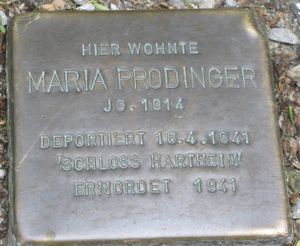 HIER WOHNTE
MARIA PRODINGER
JG. 1914
DEPORTIERT 16.4.1941
'SCHLOSS HARTHEIM'
ERMORDET 1941